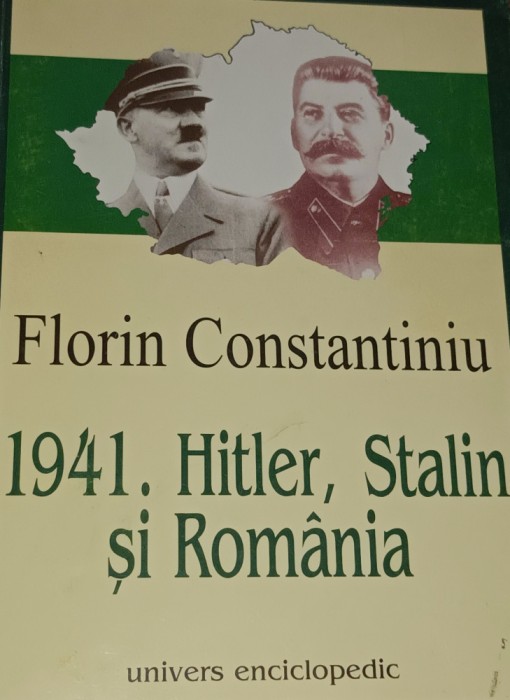 Florin Constantiniu
1941. Hitler, Stalin
și România
univers enciclopedic